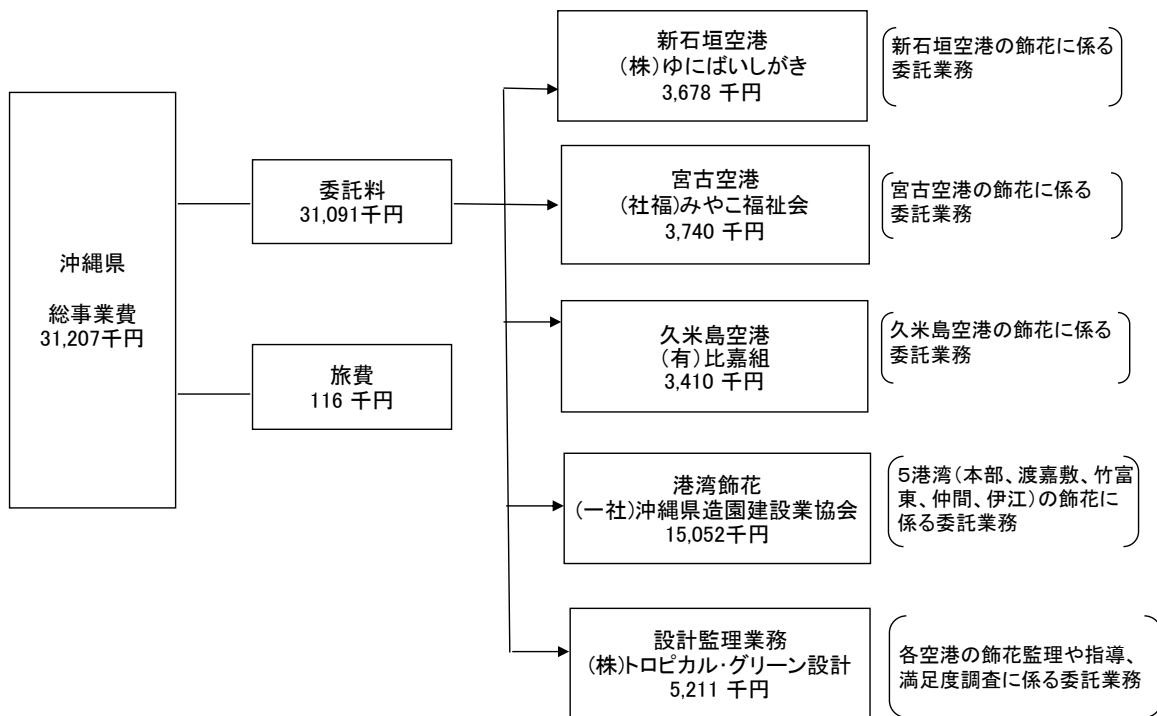 沖縄県
総事業費
31,207千円
委託料
31,091千円
旅費
116 千円
新石垣空港
(株)ゆにばいしがき
3,678 千円
新石垣空港の飾花に係る
委託業務
宮古空港
(社福)みやこ福祉会
3,740 千円
宮古空港の飾花に係る
委託業務
久米島空港
(有)比嘉組
3,410 千円
久米島空港の飾花に係る
委託業務
港湾飾花
(一社)沖縄県造園建設業協会
15,052千円
5港湾(本部、渡嘉敷、竹富
東、仲間、伊江)の飾花に
係る委託業務
設計監理業務
(株)トロピカル・グリーン設計
5,211 千円
各空港の飾花監理や指導、
満足度調査に係る委託業務